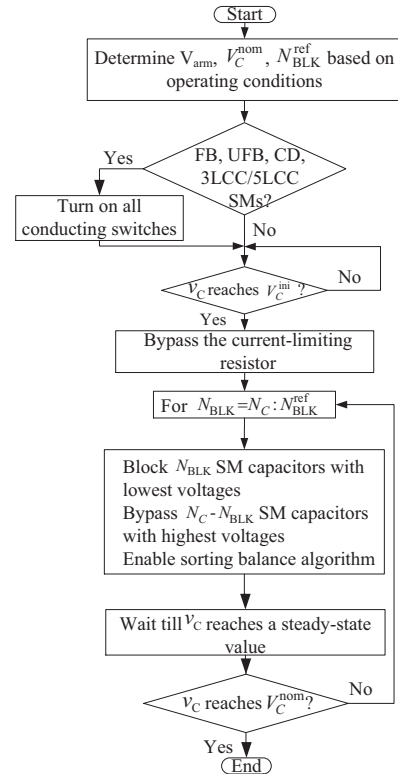 Start
Determine V_arm, V_C^nom, N_BLK^ref based on
operating conditions
Yes
FB, UFB, CD,
3LCC/5LCC
SMs?
Turn on all
conducting switches
No
No
v_C reaches V_C^ini ?
Yes
Bypass the current-limiting
resistor
For N_BLK=N_C : N_BLK^ref
Block N_BLK SM capacitors with
lowest voltages
Bypass N_C - N_BLK SM capacitors
with highest voltages
Enable sorting balance algorithm
Wait till v_C reaches a steady-state
value
No
v_C reaches V_C^nom?
Yes
End